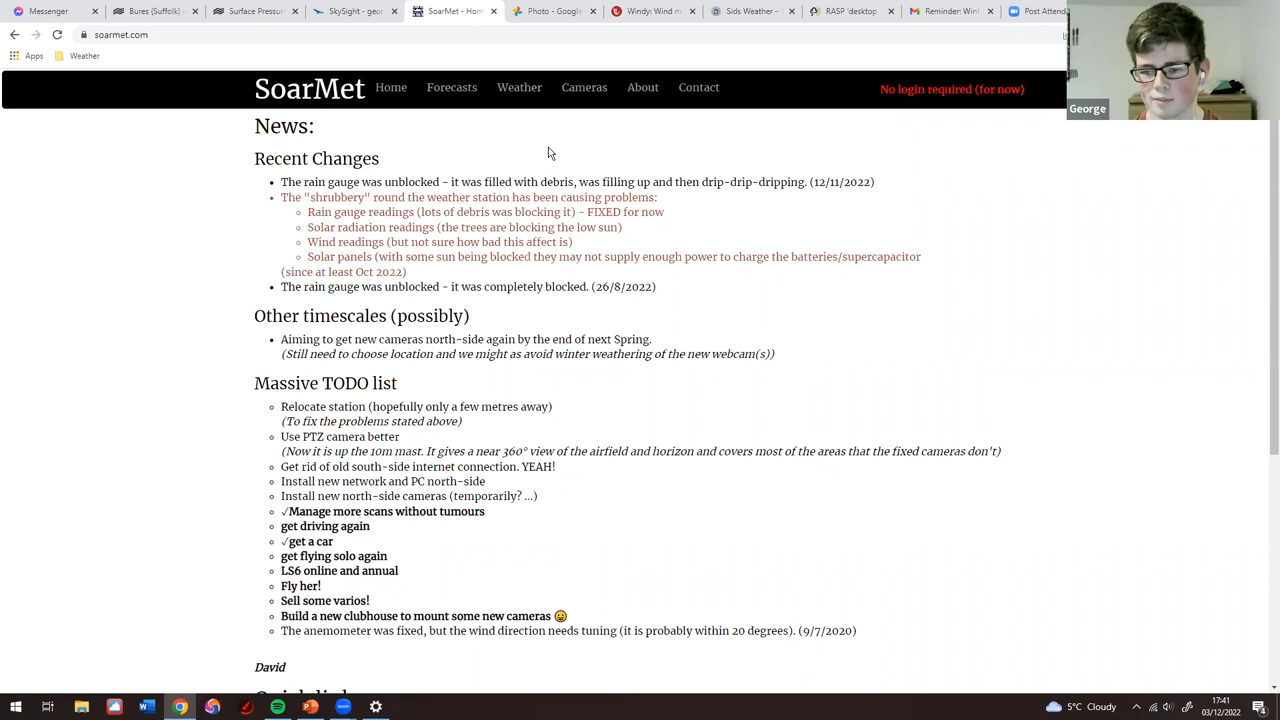 Messenger
Bures (Suffolk)
Surface Pressur
SkySight - geo
SoarMet - Hom
Photo - Google
Windy: Wind m
Sids Weather –
RASP 'desktop
Reminder: Wint
Post Attend
soarmet.com
Apps
Weather
George
SoarMet
Home
Forecasts
Weather
Cameras
About
Contact
No login required (for now)
News:
Recent Changes
The rain gauge was unblocked - it was filled with debris, was filling up and then drip-drip-dripping. (12/11/2022)
The "shrubbery" round the weather station has been causing problems:
Rain gauge readings (lots of debris was blocking it) - FIXED for now
Solar radiation readings (the trees are blocking the low sun)
Wind readings (but not sure how bad this affect is)
Solar panels (with some sun being blocked they may not supply enough power to charge the batteries/supercapacitor
(since at least Oct 2022)
The rain gauge was unblocked - it was completely blocked. (26/8/2022)
Other timescales (possibly)
Aiming to get new cameras north-side again by the end of next Spring.
(Still need to choose location and we might as avoid winter weathering of the new webcam(s))
Massive TODO list
Relocate station (hopefully only a few metres away)
(To fix the problems stated above)
Use PTZ camera better
(Now it is up the 10m mast. It gives a near 360° view of the airfield and horizon and covers most of the areas that the fixed cameras don't)
Get rid of old south-side internet connection. YEAH!
Install new network and PC north-side
Install new north-side cameras (temporarily? ...)
✓Manage more scans without tumours
get driving again
✓get a car
get flying solo again
LS6 online and annual
Fly her!
Sell some varios!
Build a new clubhouse to mount some new cameras 😀
The anemometer was fixed, but the wind direction needs tuning (it is probably within 20 degrees). (9/7/2020)
David
5°C Cloudy
17:41
03/12/2022